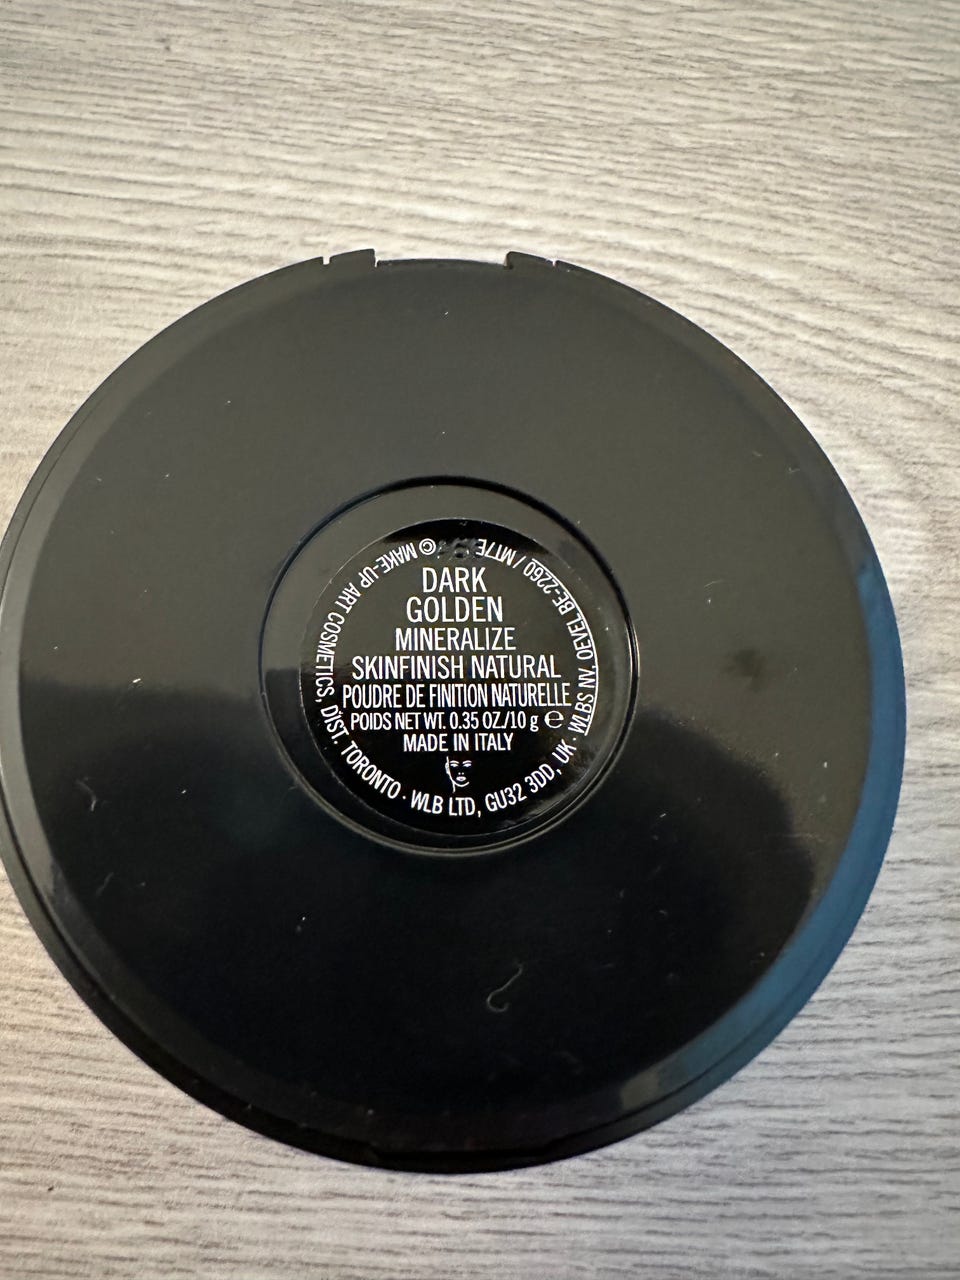 DARK
GOLDEN
MINERALIZE
SKINFINISH NATURAL
POUDRE DE FINITION NATURELLE
POIDS NET WT. 0.35 OZ./10 g ℮
MADE IN ITALY
© MAKE-UP ART COSMETICS, DIST. TORONTO · WLB LTD, GU32 3DD, UK · WLBS NV, OEVEL BE-2260 / MT7E